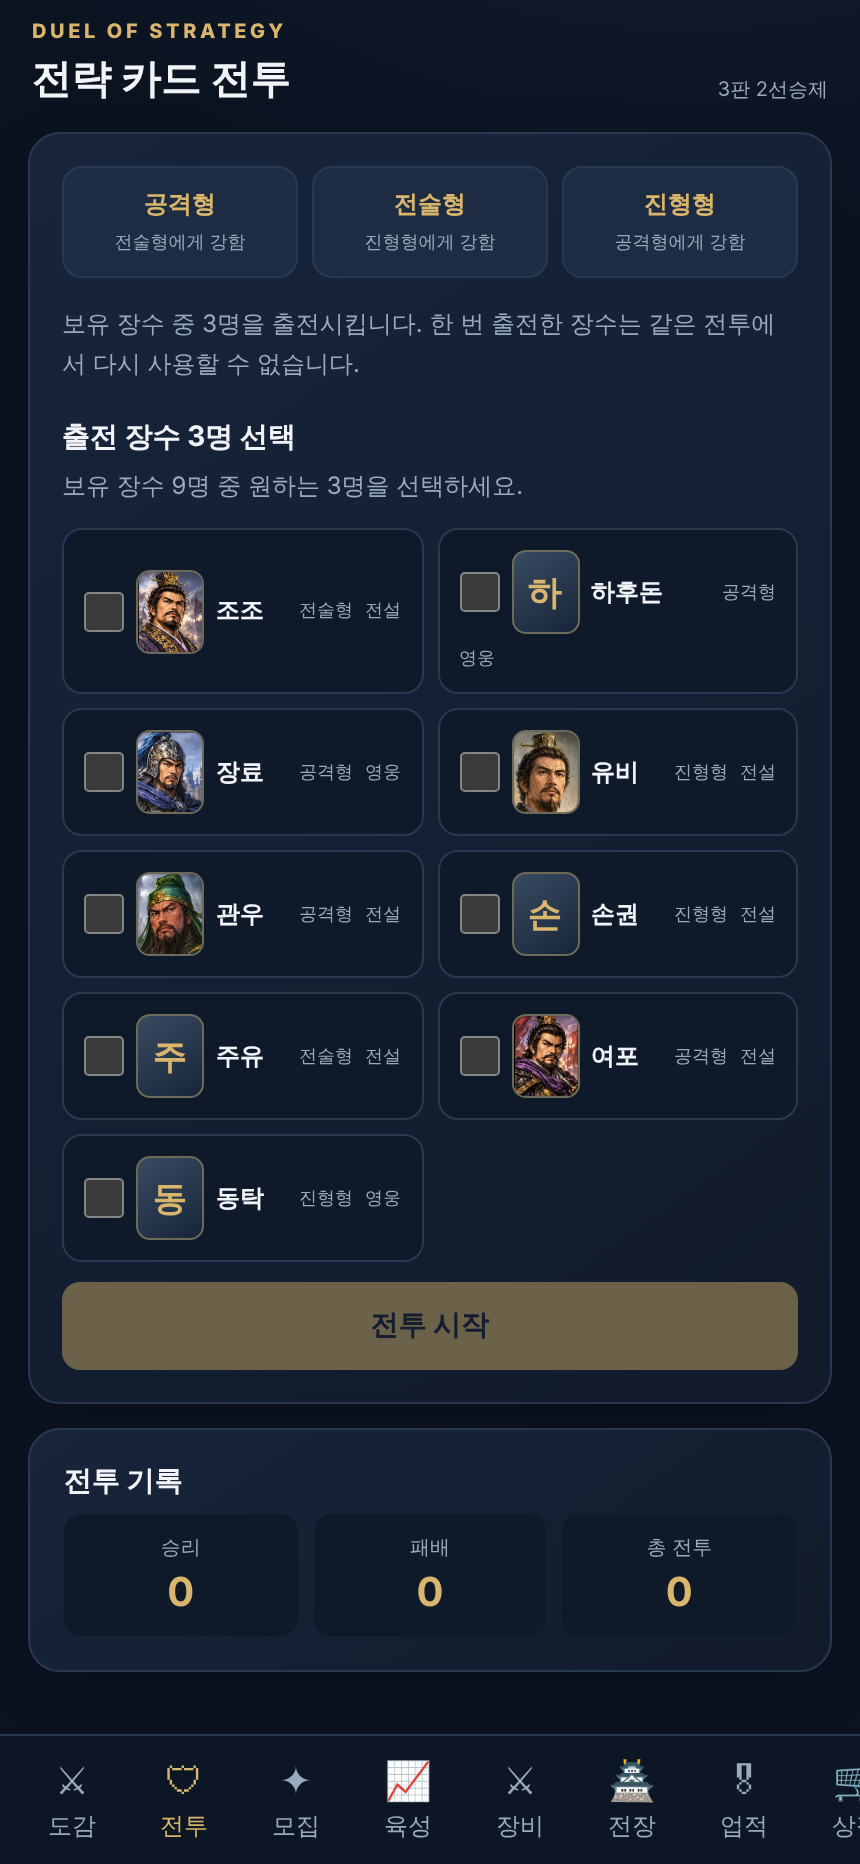 DUEL OF STRATEGY
전략 카드 전투
3판 2선승제
공격형
전술형에게 강함
전술형
진형형에게 강함
진형형
공격형에게 강함
보유 장수 중 3명을 출전시킵니다. 한 번 출전한 장수는 같은 전투에
서 다시 사용할 수 없습니다.
출전 장수 3명 선택
보유 장수 9명 중 원하는 3명을 선택하세요.
조조 전술형 전설
하 하후돈 공격형
영웅
장료 공격형 영웅
유비 진형형 전설
관우 공격형 전설
손 손권 진형형 전설
주 주유 전술형 전설
여포 공격형 전설
동 동탁 진형형 영웅
전투 시작
전투 기록
승리
0
패배
0
총 전투
0
도감
전투
모집
육성
장비
전장
업적